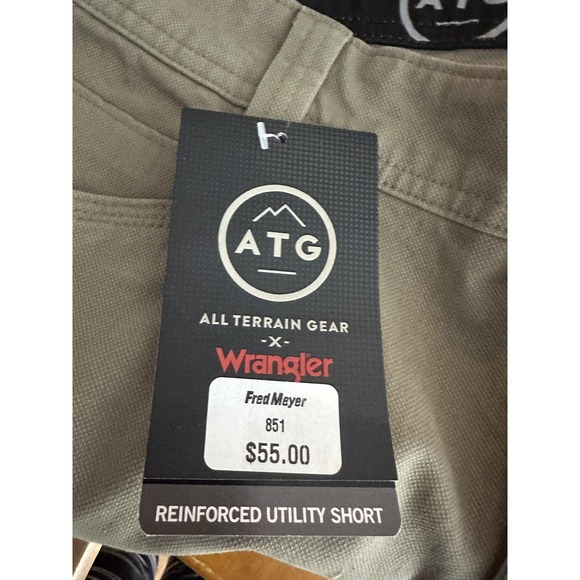 ATG
ATG
ALL TERRAIN GEAR
-X-
Wrangler
Fred Meyer
851
$55.00
REINFORCED UTILITY SHORT